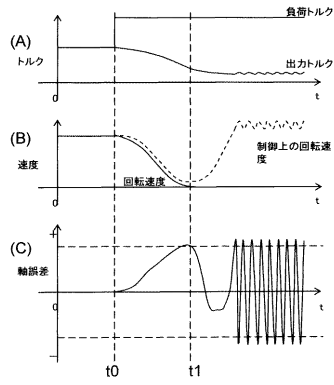 負荷トルク
(A)
トルク
出力トルク
0
t
(B)
速度
制御上の回転速
度
回転速度
0
t
(C)
+
軸誤差
0
t
−
t0
t1